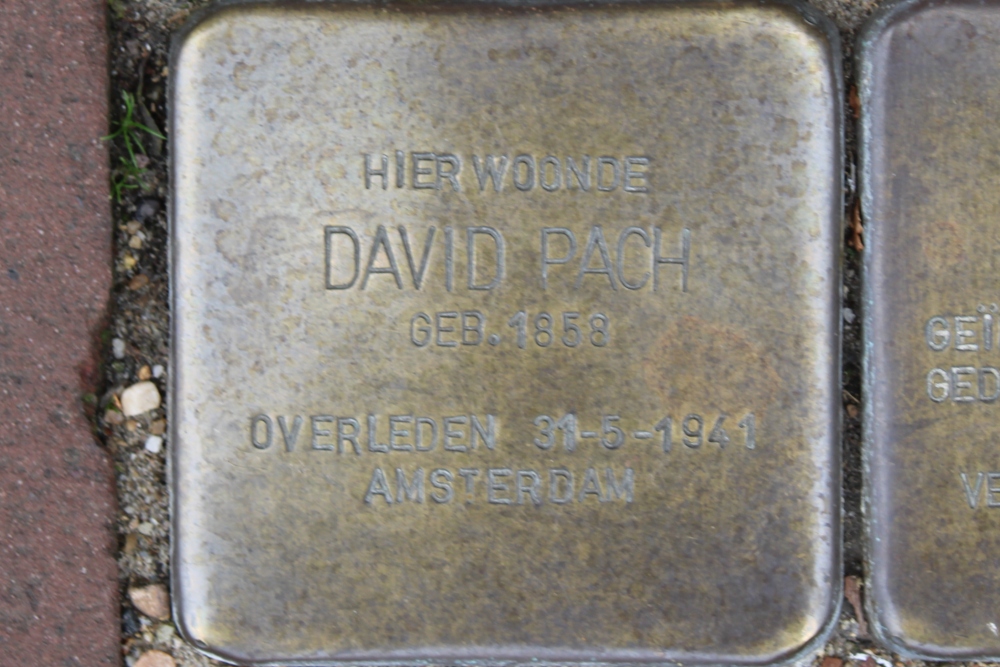 HIER WOONDE
DAVID PACH
GEB. 1858
OVERLEDEN 31-5-1941
AMSTERDAM